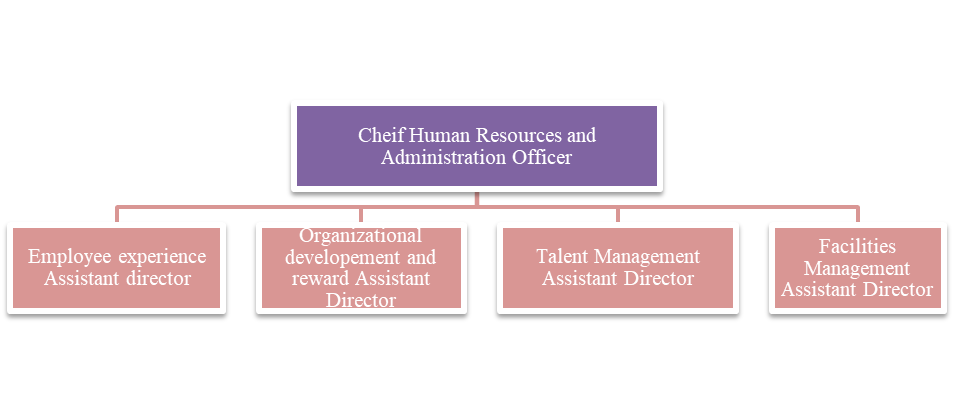 Cheif Human Resources and
Administration Officer
Employee experience
Assistant director
Organizational
developement and
reward Assistant
Director
Talent Management
Assistant Director
Facilities
Management
Assistant Director